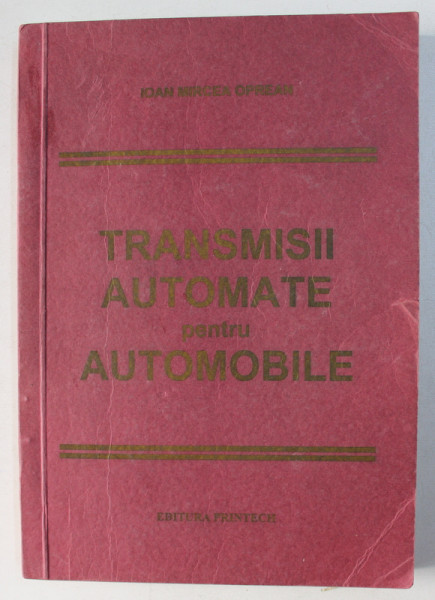 IOAN MIRCEA OPREAN
TRANSMISII
AUTOMATE
pentru
AUTOMOBILE
EDITURA PRINTECH